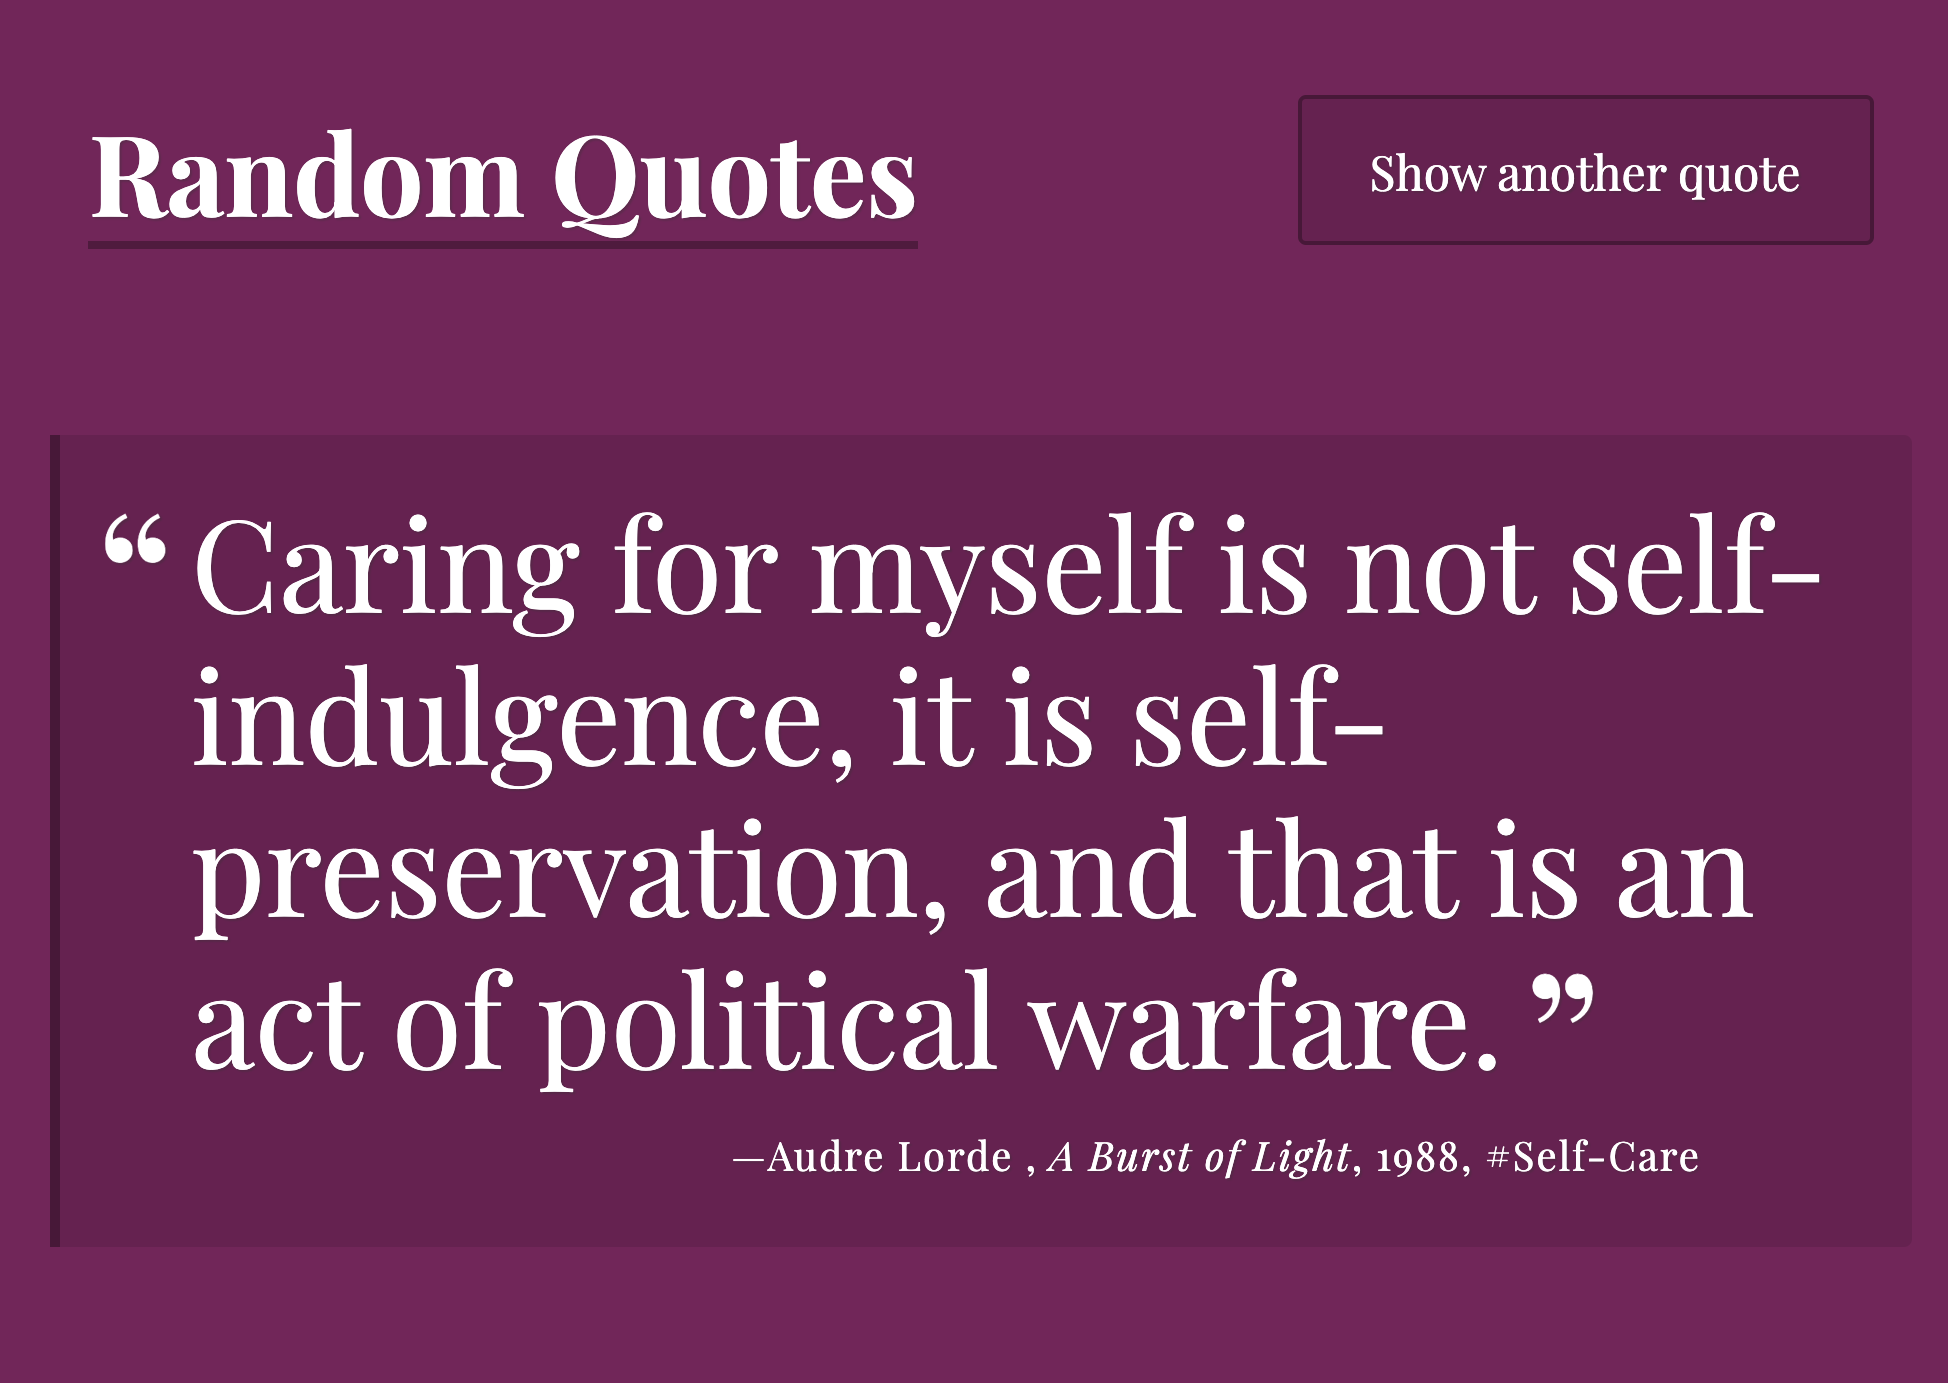 Random Quotes
Show another quote
“Caring for myself is not self-
indulgence, it is self-
preservation, and that is an
act of political warfare.”
—Audre Lorde , A Burst of Light, 1988, #Self-Care